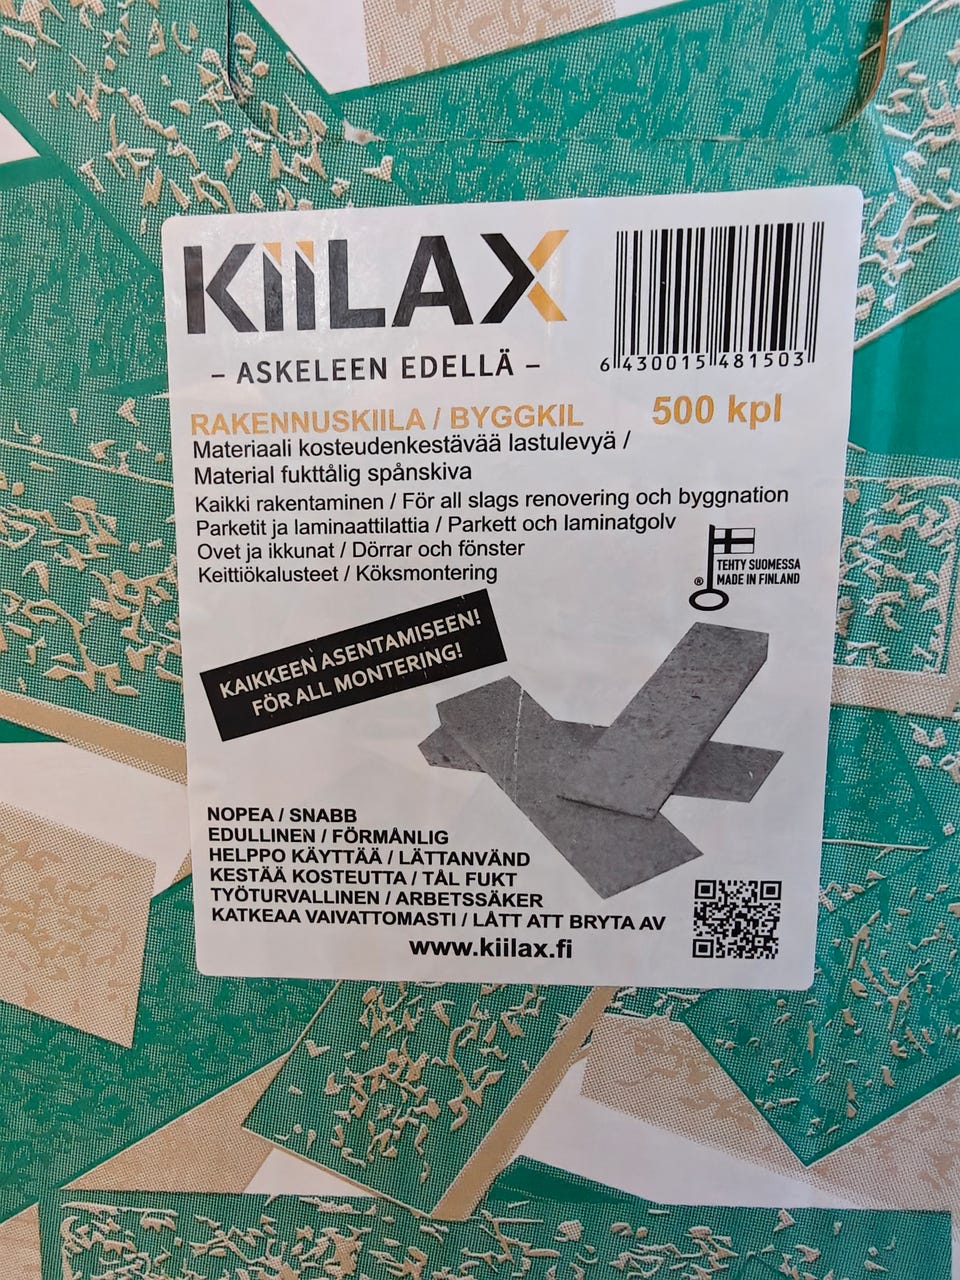 KIILAX
– ASKELEEN EDELLÄ –
6 430015 481503
RAKENNUSKIILA / BYGGKIL 500 kpl
Materiaali kosteudenkestävää lastulevyä /
Material fukttålig spånskiva
Kaikki rakentaminen / För all slags renovering och byggnation
Parketit ja laminaattilattia / Parkett och laminatgolv
Ovet ja ikkunat / Dörrar och fönster
Keittiökalusteet / Köksmontering
TEHTY SUOMESSA
® MADE IN FINLAND
KAIKKEEN ASENTAMISEEN!
FÖR ALL MONTERING!
NOPEA / SNABB
EDULLINEN / FÖRMÅNLIG
HELPPO KÄYTTÄÄ / LÄTTANVÄND
KESTÄÄ KOSTEUTTA / TÅL FUKT
TYÖTURVALLINEN / ARBETSSÄKER
KATKEAA VAIVATTOMASTI / LÅTT ATT BRYTA AV
www.kiilax.fi